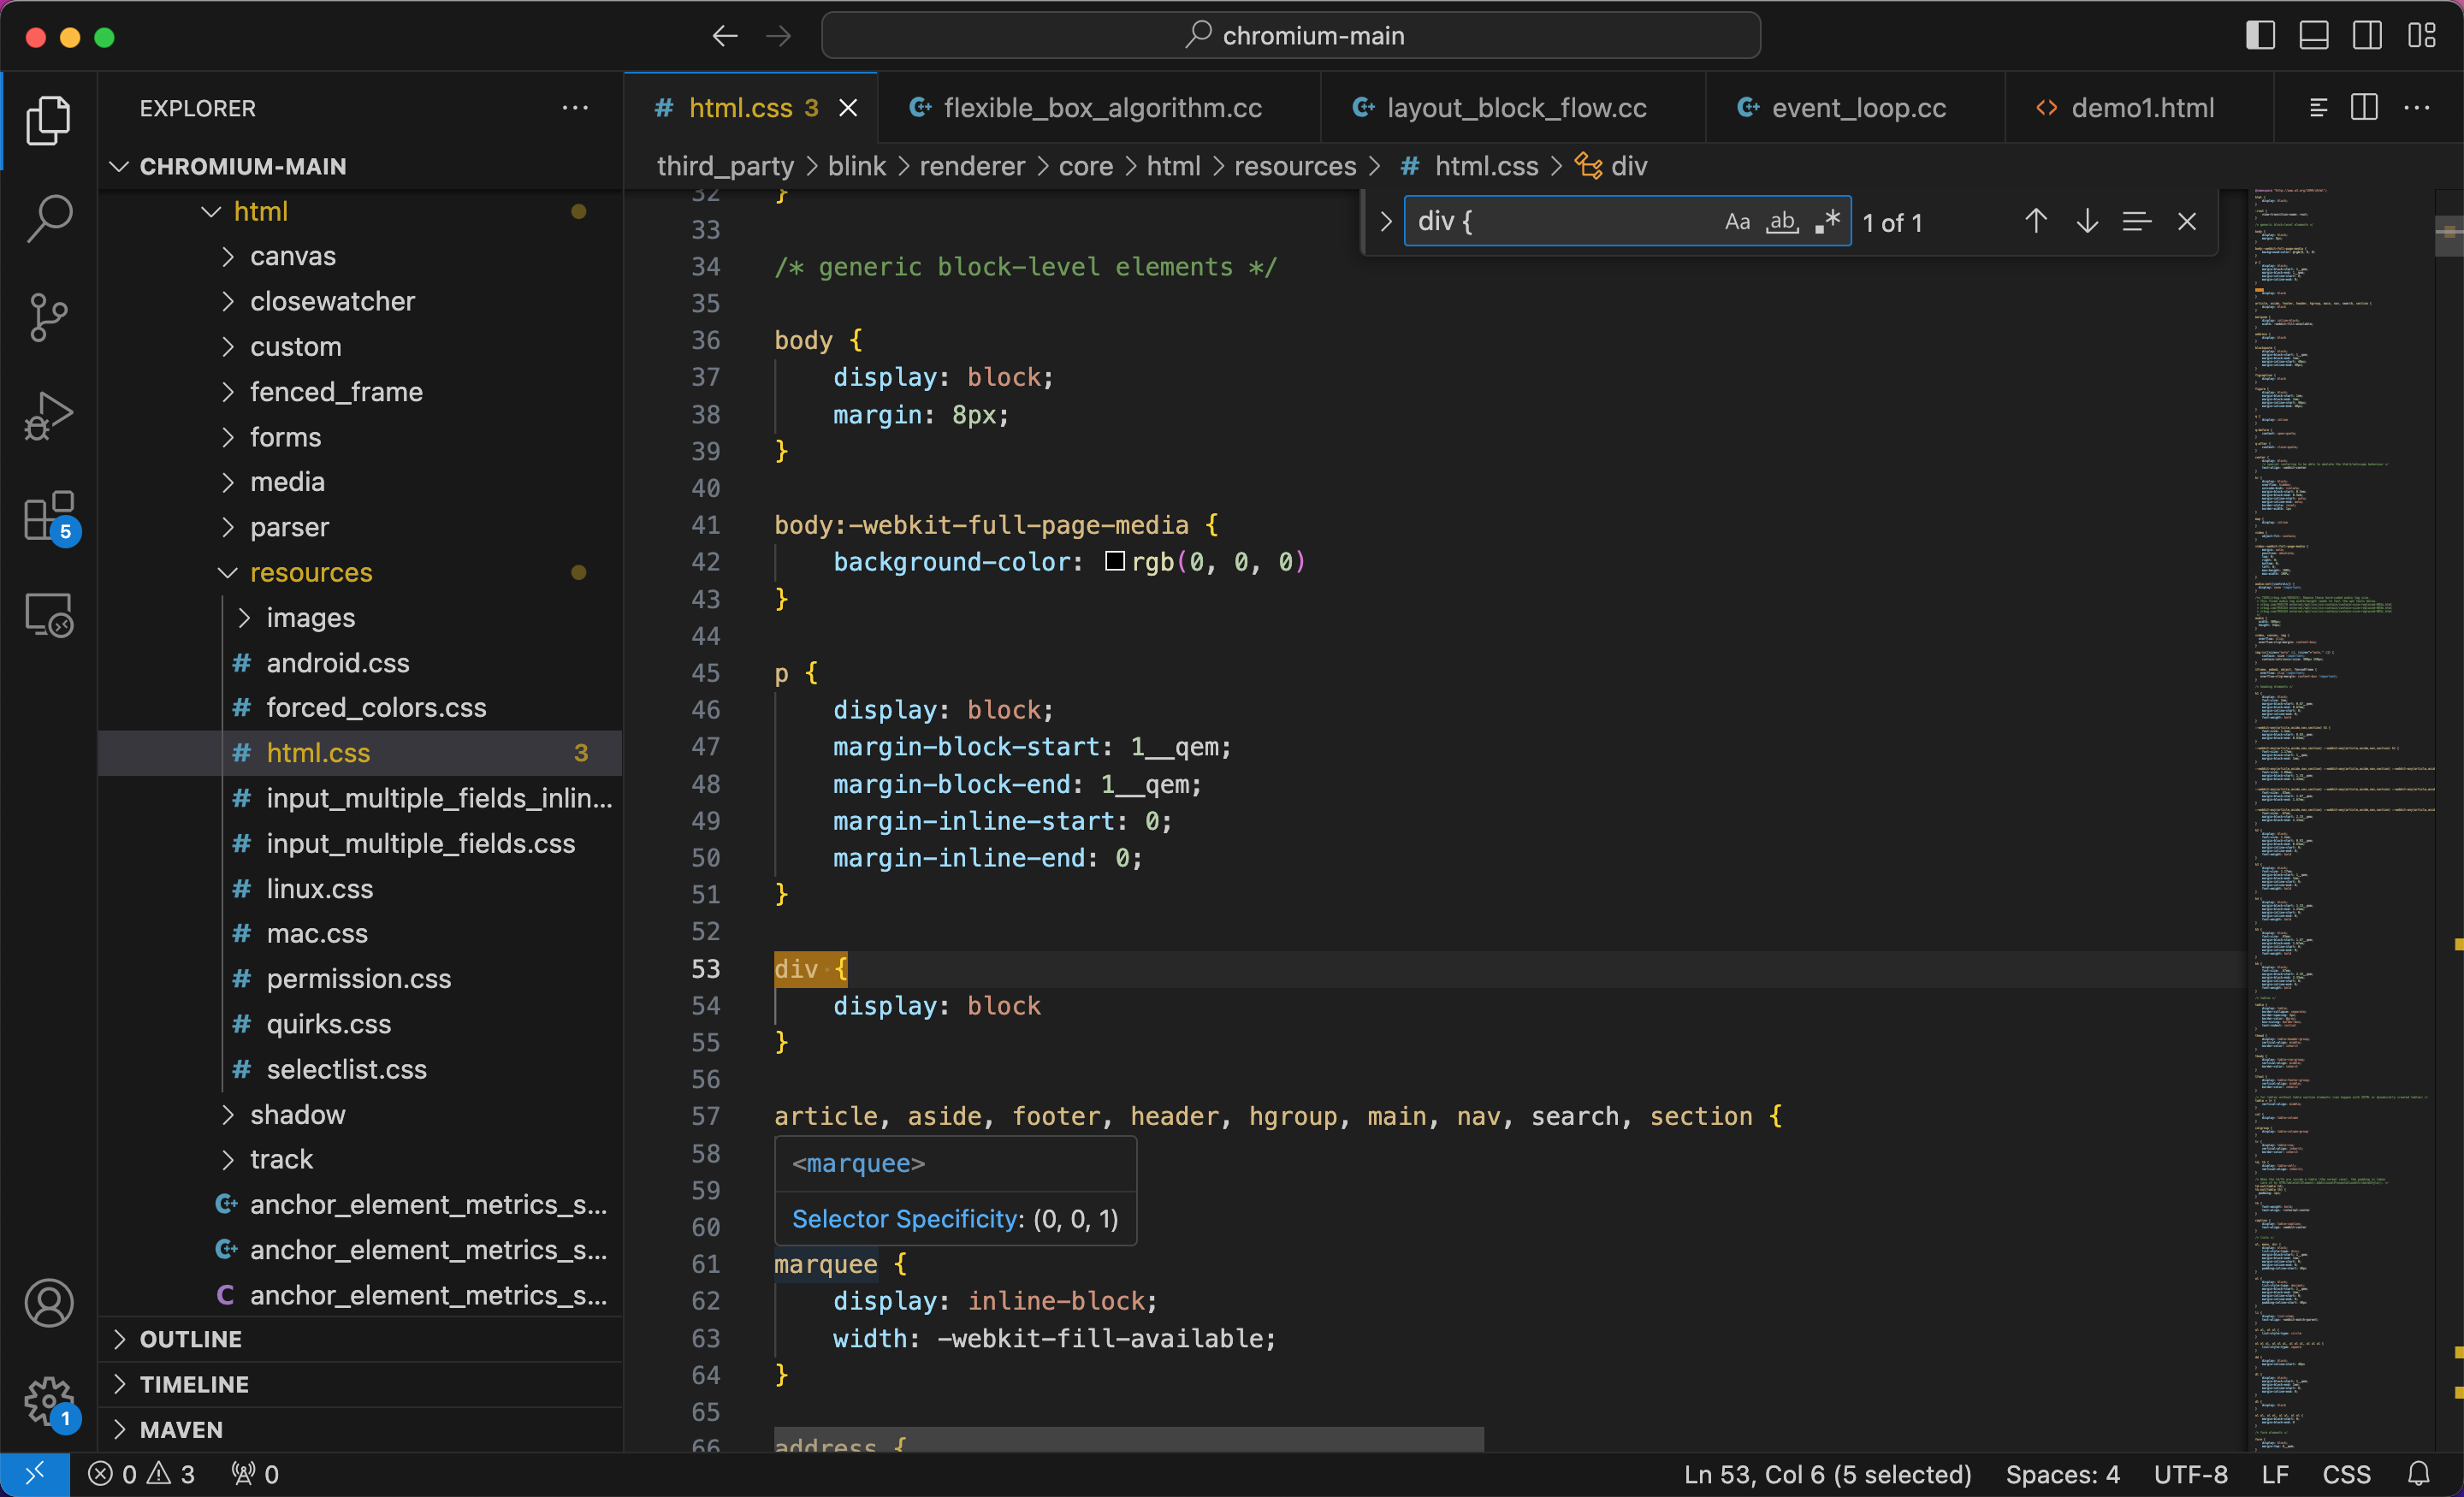 chromium-main
EXPLORER
html.css 3
flexible_box_algorithm.cc
layout_block_flow.cc
event_loop.cc
demo1.html
CHROMIUM-MAIN
third_party > blink > renderer > core > html > resources > # html.css > div
html
canvas
closewatcher
custom
fenced_frame
forms
media
parser
resources
images
android.css
forced_colors.css
html.css 3
input_multiple_fields_inlin...
input_multiple_fields.css
linux.css
mac.css
permission.css
quirks.css
selectlist.css
shadow
track
anchor_element_metrics_s...
anchor_element_metrics_s...
anchor_element_metrics_s...
OUTLINE
TIMELINE
MAVEN
5
1
div {
Aa ab .* 1 of 1
32 }
33
34 /* generic block-level elements */
35
36 body {
37 display: block;
38 margin: 8px;
39 }
40
41 body:-webkit-full-page-media {
42 background-color: rgb(0, 0, 0)
43 }
44
45 p {
46 display: block;
47 margin-block-start: 1__qem;
48 margin-block-end: 1__qem;
49 margin-inline-start: 0;
50 margin-inline-end: 0;
51 }
52
53 div {
54 display: block
55 }
56
57 article, aside, footer, header, hgroup, main, nav, search, section {
58 <marquee>
59
60 Selector Specificity: (0, 0, 1)
61 marquee {
62 display: inline-block;
63 width: -webkit-fill-available;
64 }
65
66 address {
0 3 0
Ln 53, Col 6 (5 selected) Spaces: 4 UTF-8 LF CSS